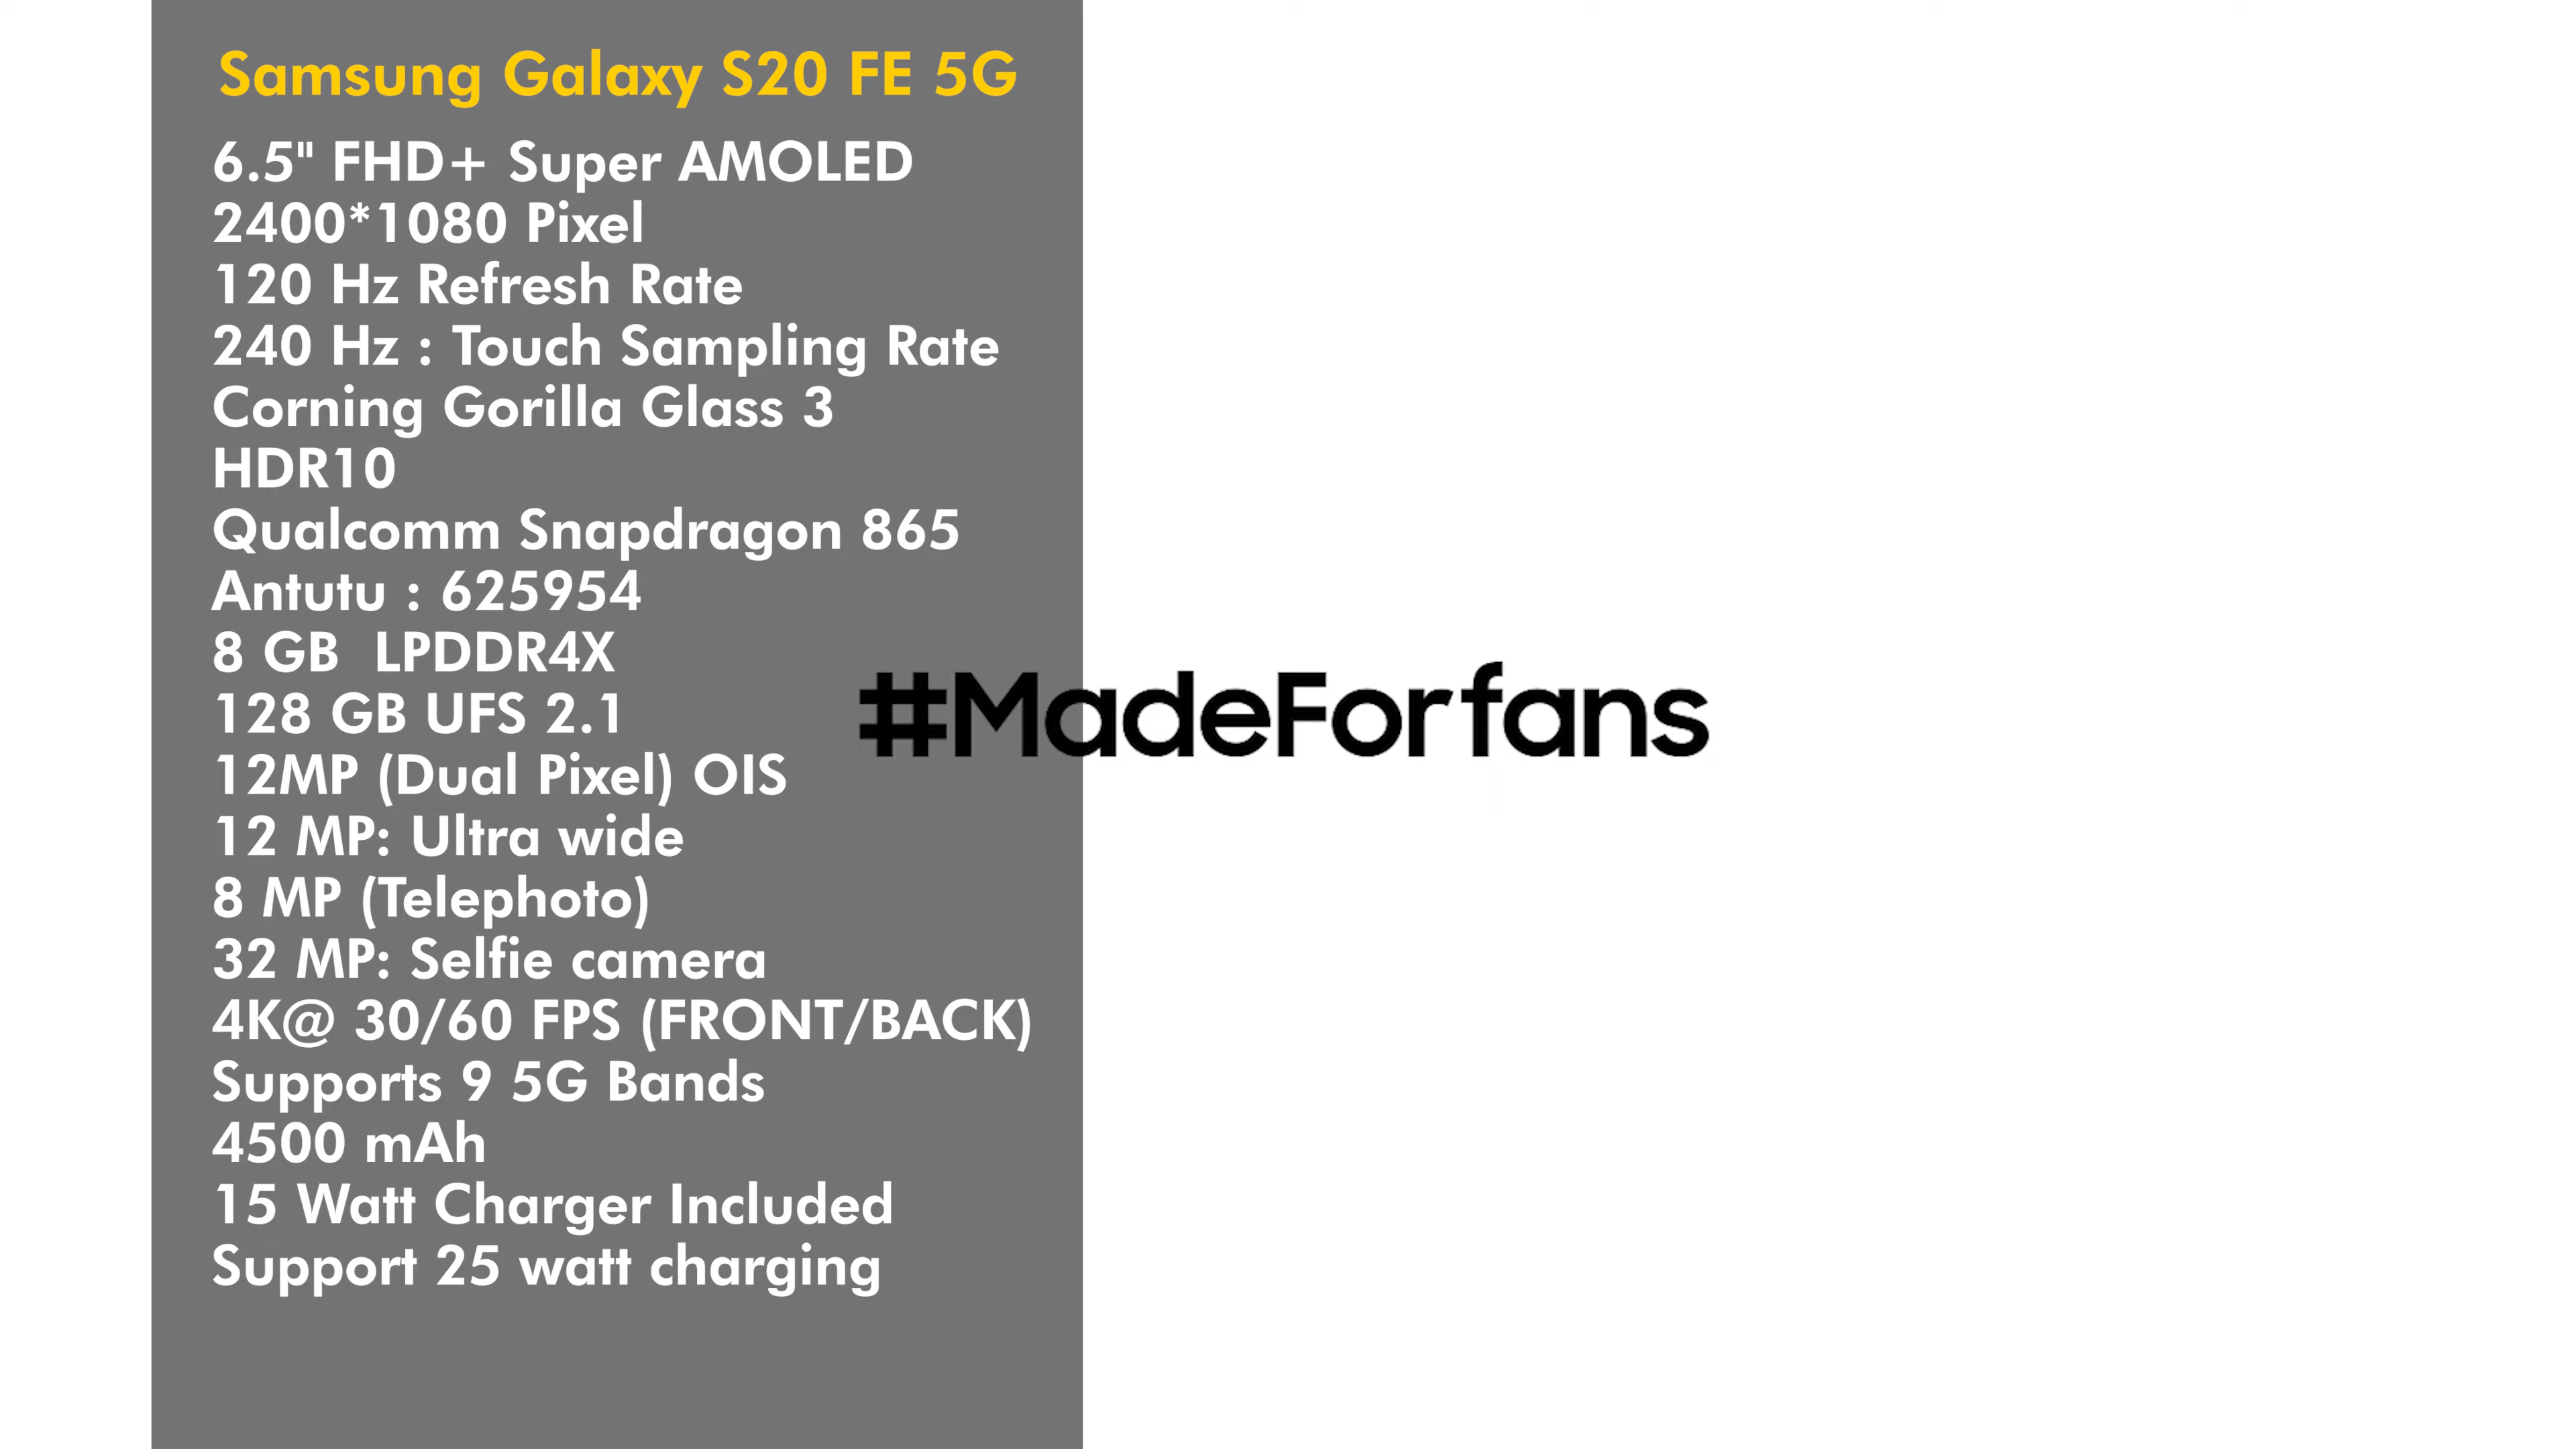 Samsung Galaxy S20 FE 5G
6.5" FHD+ Super AMOLED
2400*1080 Pixel
120 Hz Refresh Rate
240 Hz : Touch Sampling Rate
Corning Gorilla Glass 3
HDR10
Qualcomm Snapdragon 865
Antutu : 625954
8 GB  LPDDR4X
128 GB UFS 2.1
12MP (Dual Pixel) OIS
12 MP: Ultra wide
8 MP (Telephoto)
32 MP: Selfie camera
4K@ 30/60 FPS (FRONT/BACK)
Supports 9 5G Bands
4500 mAh
15 Watt Charger Included
Support 25 watt charging
#MadeForfans